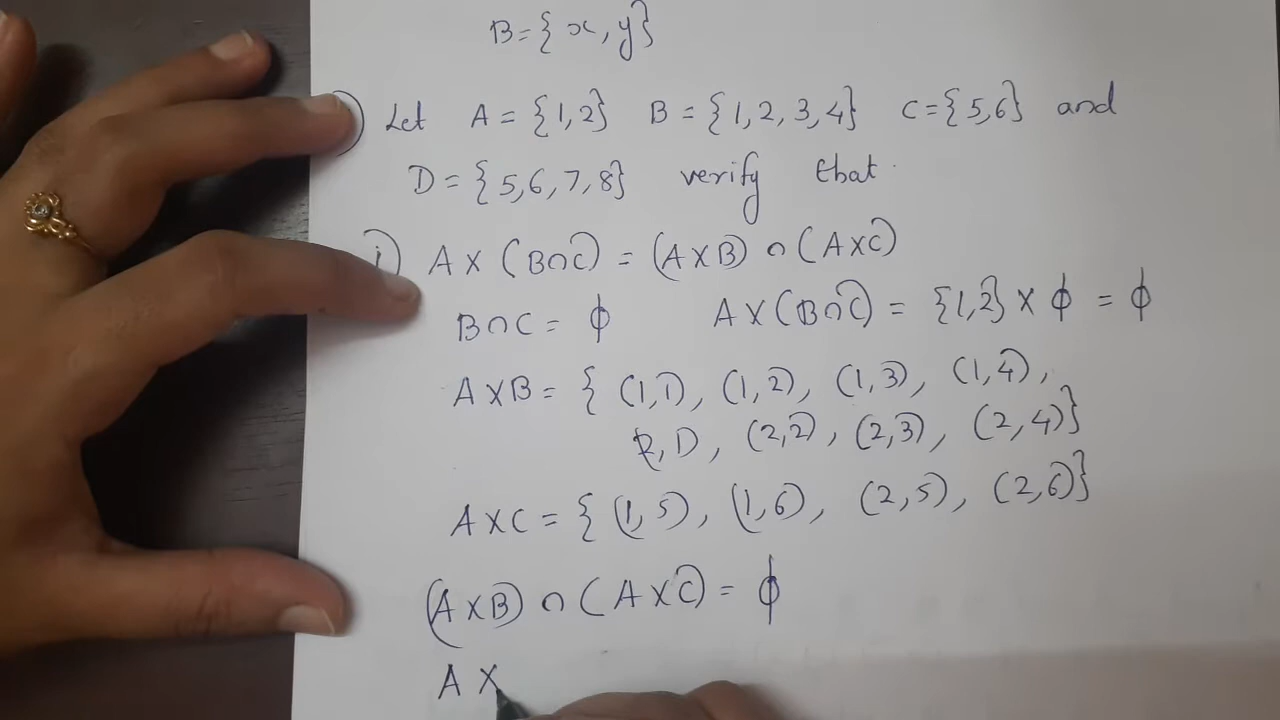 B={x,y}
Let A={1,2} B={1,2,3,4} C={5,6} and
D={5,6,7,8} verify that.
i) A×(B∩C)=(A×B)∩(A×C)
B∩C=ϕ A×(B∩C)={1,2}×ϕ=ϕ
A×B={(1,1), (1,2), (1,3), (1,4),
(2,1), (2,2), (2,3), (2,4)}
A×C={(1,5), (1,6), (2,5), (2,6)}
(A×B)∩(A×C)=ϕ
A×